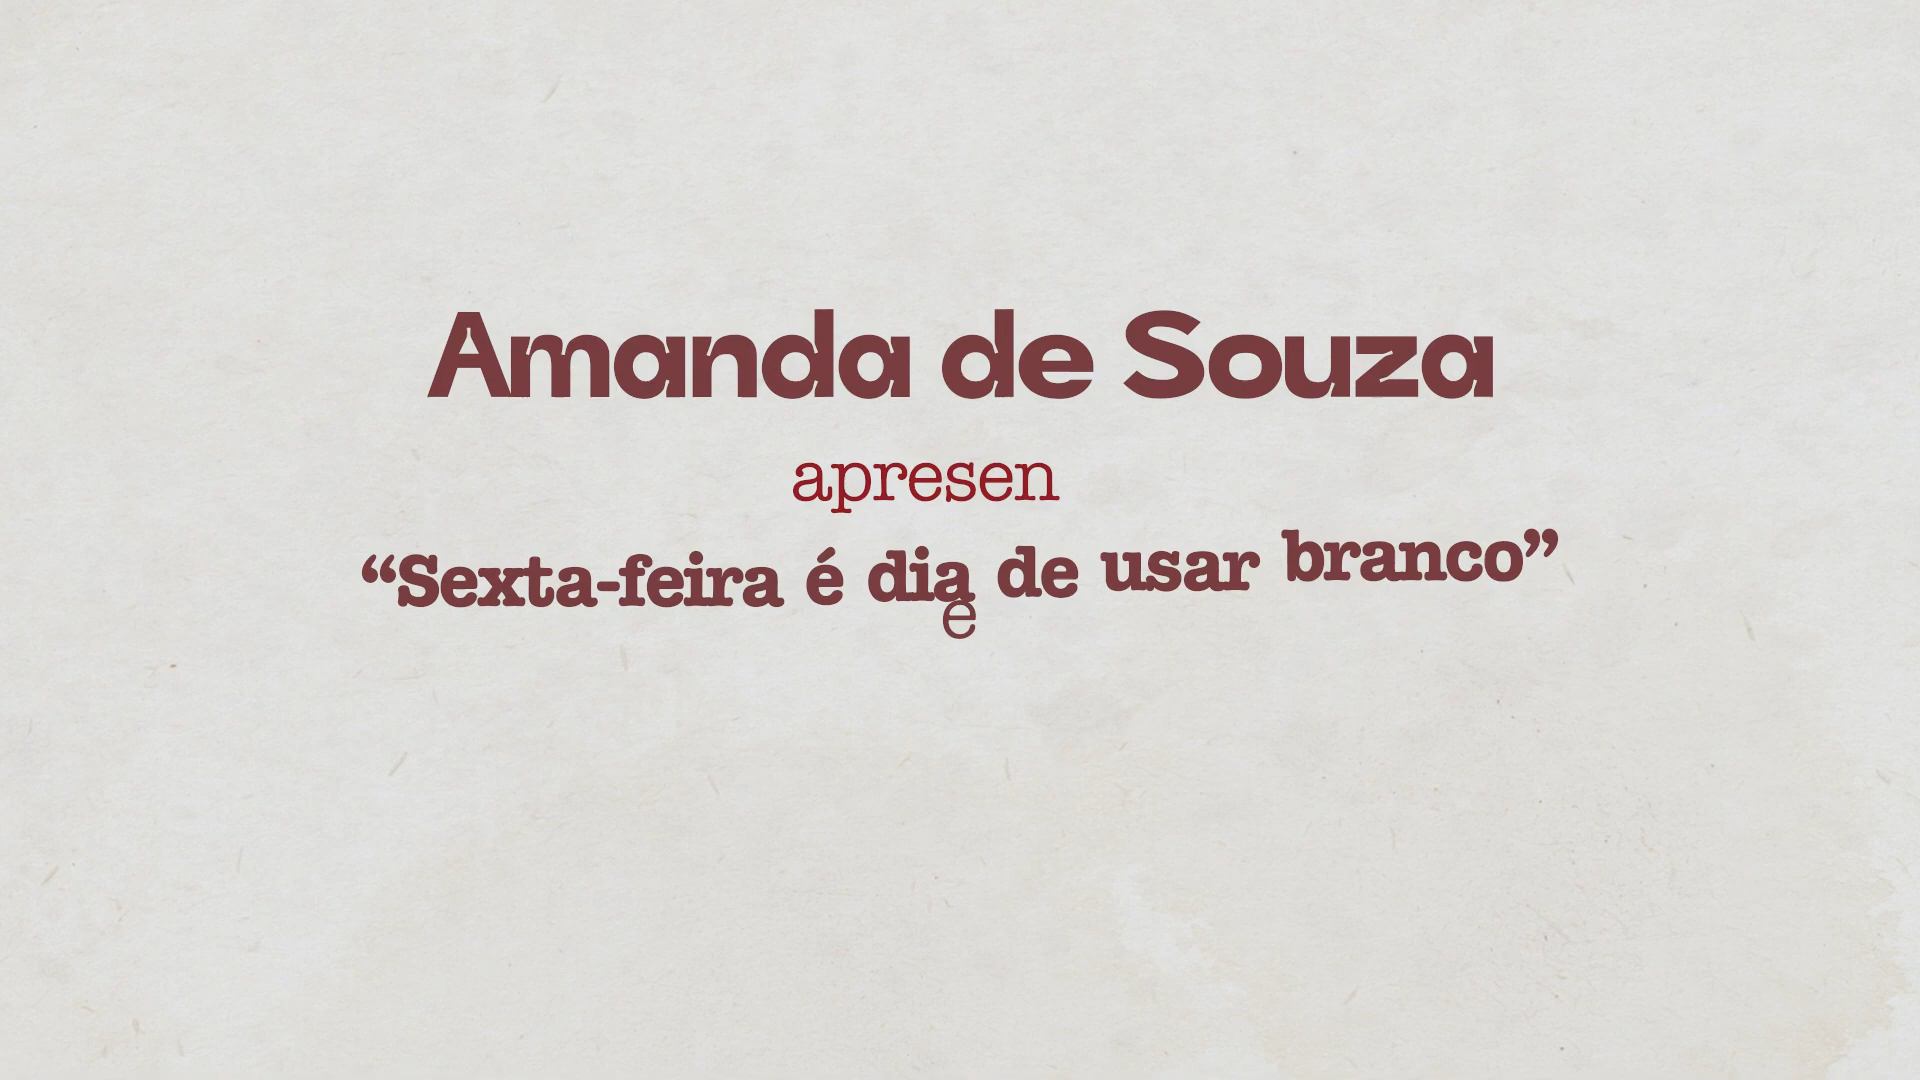 Amanda de Souza
apresen
“Sexta-feira é dia de usar branco”
e